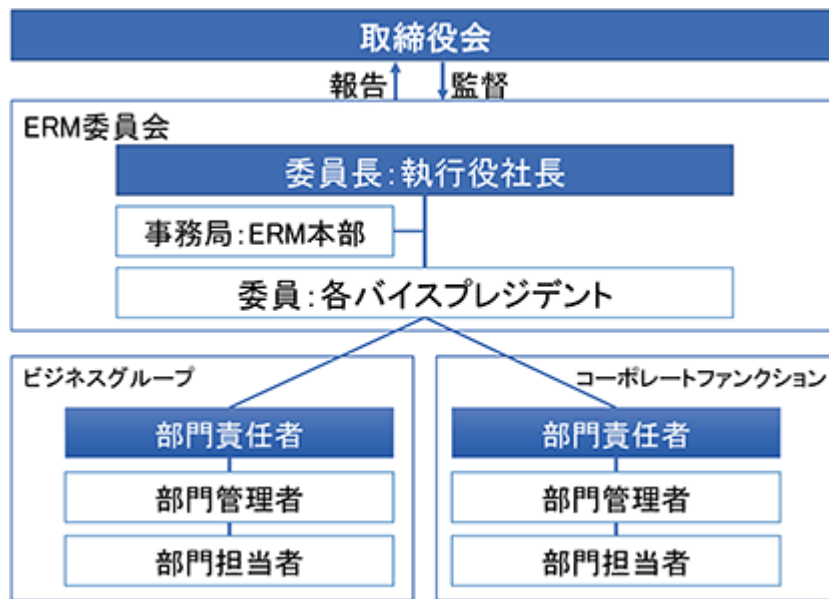 取締役会
報告
監督
ERM委員会
委員長：執行役社長
事務局：ERM本部
委員：各バイスプレジデント
ビジネスグループ
部門責任者
部門管理者
部門担当者
コーポレートファンクション
部門責任者
部門管理者
部門担当者